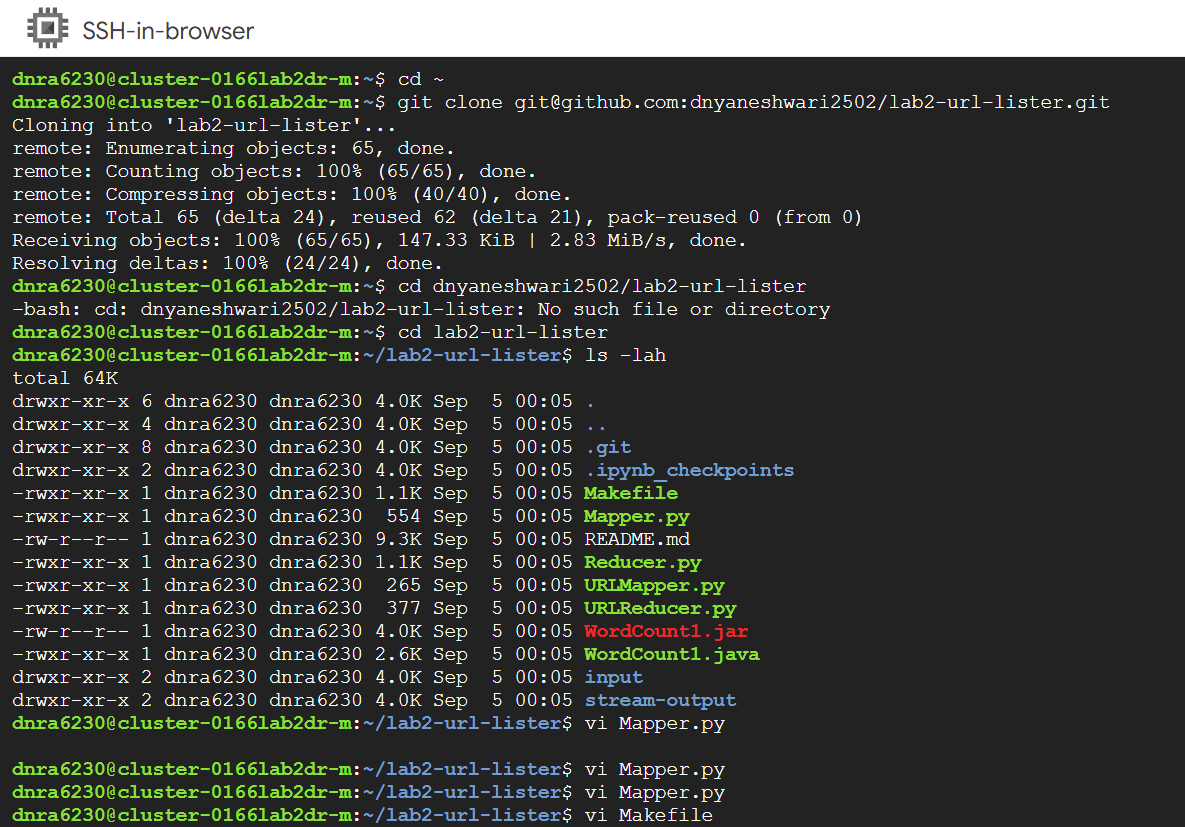 SSH-in-browser
dnra6230@cluster-0166lab2dr-m:~$ cd ~
dnra6230@cluster-0166lab2dr-m:~$ git clone git@github.com:dnyaneshwari2502/lab2-url-lister.git
Cloning into 'lab2-url-lister'...
remote: Enumerating objects: 65, done.
remote: Counting objects: 100% (65/65), done.
remote: Compressing objects: 100% (40/40), done.
remote: Total 65 (delta 24), reused 62 (delta 21), pack-reused 0 (from 0)
Receiving objects: 100% (65/65), 147.33 KiB | 2.83 MiB/s, done.
Resolving deltas: 100% (24/24), done.
dnra6230@cluster-0166lab2dr-m:~$ cd dnyaneshwari2502/lab2-url-lister
-bash: cd: dnyaneshwari2502/lab2-url-lister: No such file or directory
dnra6230@cluster-0166lab2dr-m:~$ cd lab2-url-lister
dnra6230@cluster-0166lab2dr-m:~/lab2-url-lister$ ls -lah
total 64K
drwxr-xr-x 6 dnra6230 dnra6230 4.0K Sep  5 00:05 .
drwxr-xr-x 4 dnra6230 dnra6230 4.0K Sep  5 00:05 ..
drwxr-xr-x 8 dnra6230 dnra6230 4.0K Sep  5 00:05 .git
drwxr-xr-x 2 dnra6230 dnra6230 4.0K Sep  5 00:05 .ipynb_checkpoints
-rwxr-xr-x 1 dnra6230 dnra6230 1.1K Sep  5 00:05 Makefile
-rwxr-xr-x 1 dnra6230 dnra6230  554 Sep  5 00:05 Mapper.py
-rw-r--r-- 1 dnra6230 dnra6230 9.3K Sep  5 00:05 README.md
-rwxr-xr-x 1 dnra6230 dnra6230 1.1K Sep  5 00:05 Reducer.py
-rwxr-xr-x 1 dnra6230 dnra6230  265 Sep  5 00:05 URLMapper.py
-rwxr-xr-x 1 dnra6230 dnra6230  377 Sep  5 00:05 URLReducer.py
-rw-r--r-- 1 dnra6230 dnra6230 4.0K Sep  5 00:05 WordCount1.jar
-rwxr-xr-x 1 dnra6230 dnra6230 2.6K Sep  5 00:05 WordCount1.java
drwxr-xr-x 2 dnra6230 dnra6230 4.0K Sep  5 00:05 input
drwxr-xr-x 2 dnra6230 dnra6230 4.0K Sep  5 00:05 stream-output
dnra6230@cluster-0166lab2dr-m:~/lab2-url-lister$ vi Mapper.py
dnra6230@cluster-0166lab2dr-m:~/lab2-url-lister$ vi Mapper.py
dnra6230@cluster-0166lab2dr-m:~/lab2-url-lister$ vi Mapper.py
dnra6230@cluster-0166lab2dr-m:~/lab2-url-lister$ vi Makefile